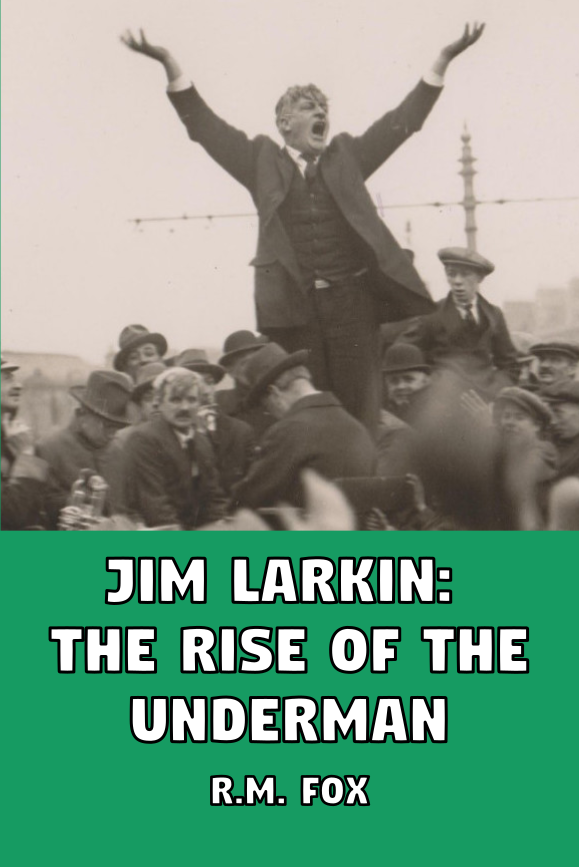 JIM LARKIN:
THE RISE OF THE
UNDERMAN
R.M. FOX